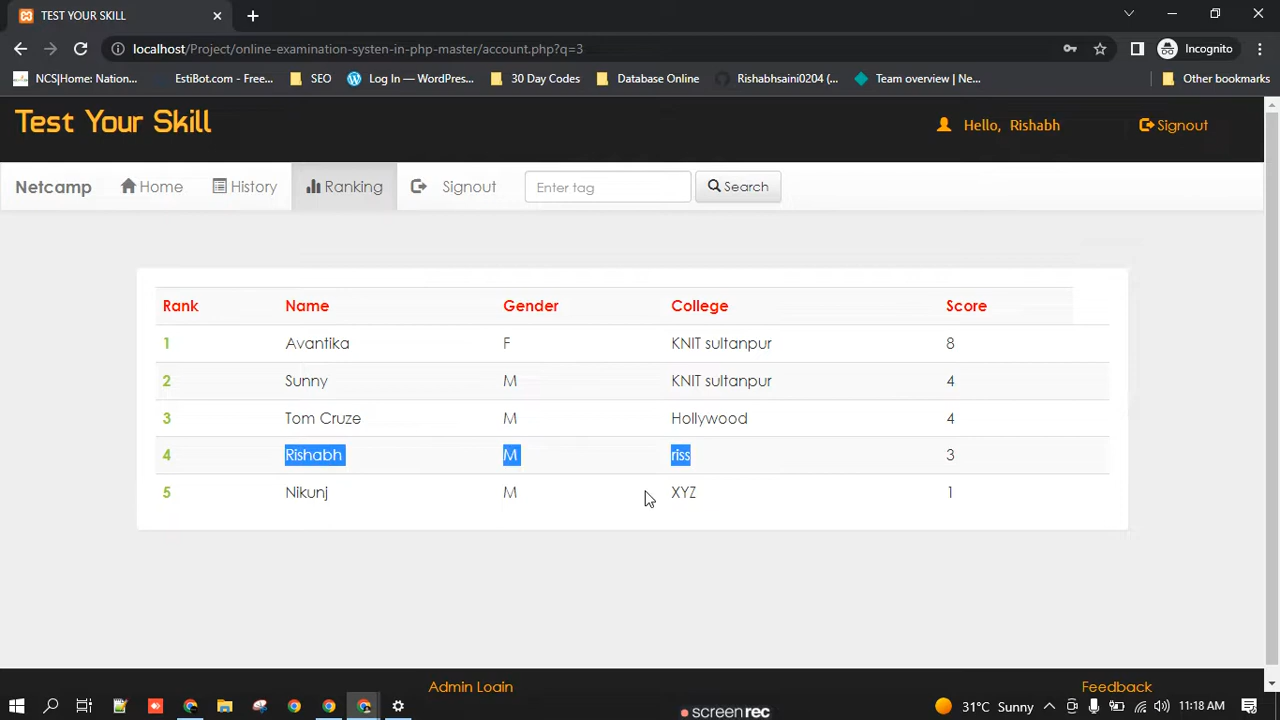 TEST YOUR SKILL
localhost/Project/online-examination-systen-in-php-master/account.php?q=3
Incognito
NCS|Home: Nation... EstiBot.com - Free... SEO Log In — WordPres... 30 Day Codes Database Online Rishabhsaini0204 (... Team overview | Ne... Other bookmarks
Test Your Skill Hello, Rishabh Signout
Netcamp Home History Ranking Signout Enter tag Search
Rank Name Gender College Score
1 Avantika F KNIT sultanpur 8
2 Sunny M KNIT sultanpur 4
3 Tom Cruze M Hollywood 4
4 Rishabh M riss 3
5 Nikunj M XYZ 1
Admin Login Feedback
31°C Sunny 11:18 AM
screenrec